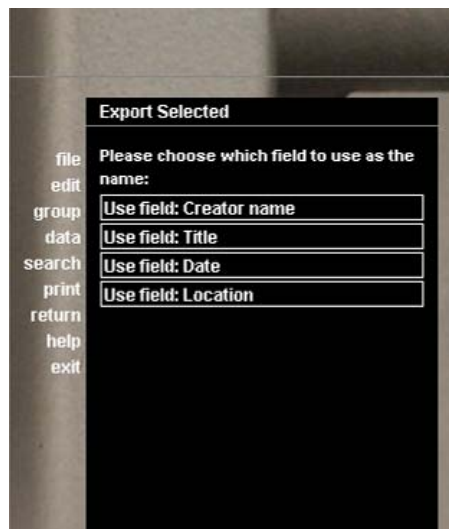 Export Selected
file
edit
group
data
search
print
return
help
exit
Please choose which field to use as the
name:
Use field: Creator name
Use field: Title
Use field: Date
Use field: Location